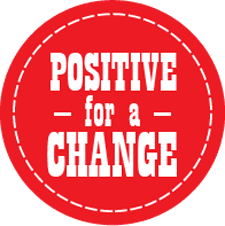 POSITIVE
– for a –
CHANGE